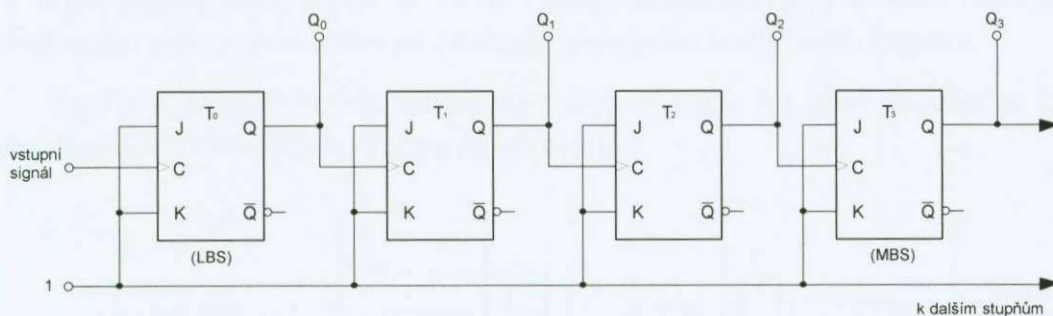 Q₀ Q₁ Q₂ Q₃
T₀ T₁ T₂ T₃
J Q J Q J Q J Q
vstupní
signál
C C C C
K Q̅ K Q̅ K Q̅ K Q̅
(LBS) (MBS)
1
k dalším stupňům